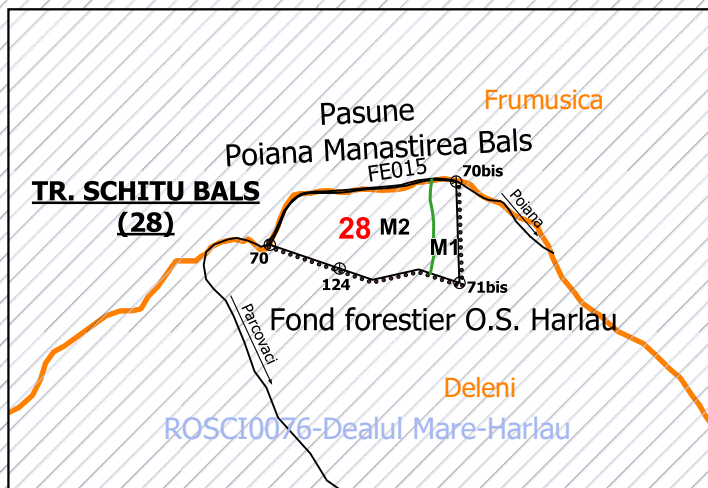 Frumusica
Pasune
Poiana Manastirea Bals
FE015
70bis
TR. SCHITU BALS
(28)
Poiana
28 M2
M1
70
124
71bis
Parcovaci
Fond forestier O.S. Harlau
Deleni
ROSCI0076-Dealul Mare-Harlau